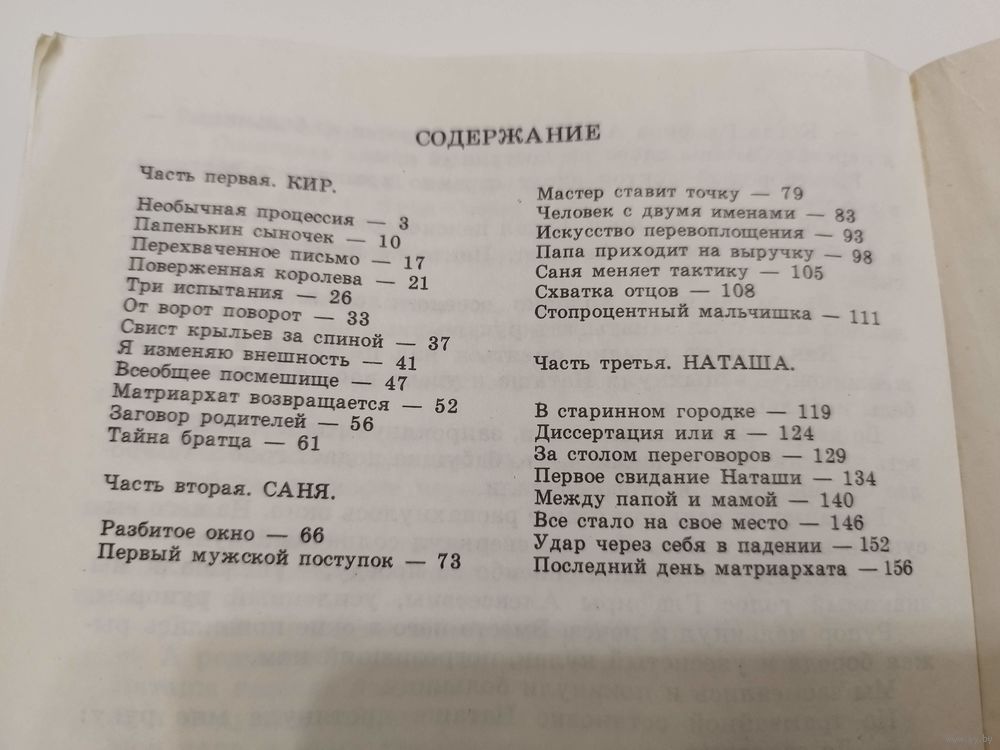 СОДЕРЖАНИЕ
Часть первая. КИР.
Необычная процессия — 3
Папенькин сыночек — 10
Перехваченное письмо — 17
Поверженная королева — 21
Три испытания — 26
От ворот поворот — 33
Свист крыльев за спиной — 37
Я изменяю внешность — 41
Всеобщее посмешище — 47
Матриархат возвращается — 52
Заговор родителей — 56
Тайна братца — 61
Часть вторая. САНЯ.
Разбитое окно — 66
Первый мужской поступок — 73
Мастер ставит точку — 79
Человек с двумя именами — 83
Искусство перевоплощения — 93
Папа приходит на выручку — 98
Саня меняет тактику — 105
Схватка отцов — 108
Стопроцентный мальчишка — 111
Часть третья. НАТАША.
В старинном городке — 119
Диссертация или я — 124
За столом переговоров — 129
Первое свидание Наташи — 134
Между папой и мамой — 140
Все стало на свое место — 146
Удар через себя в падении — 152
Последний день матриархата — 156